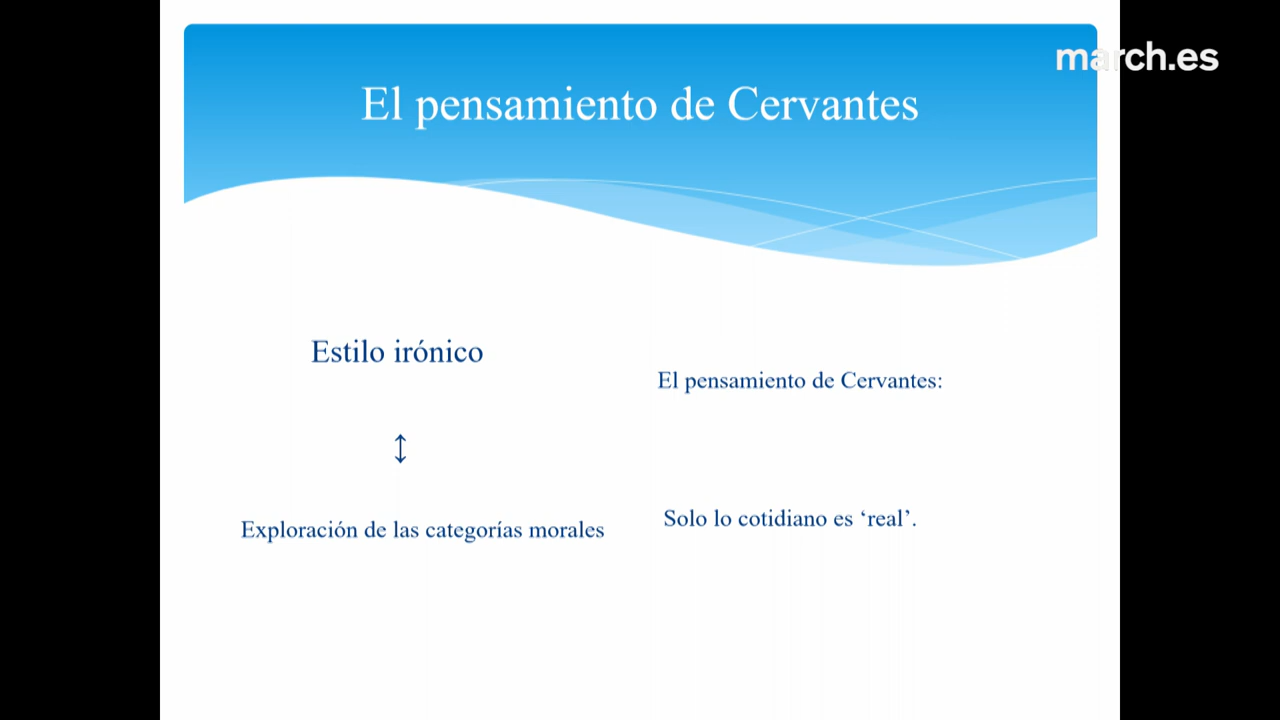 march.es
El pensamiento de Cervantes
Estilo irónico
↕
Exploración de las categorías morales
El pensamiento de Cervantes:
Solo lo cotidiano es ‘real’.